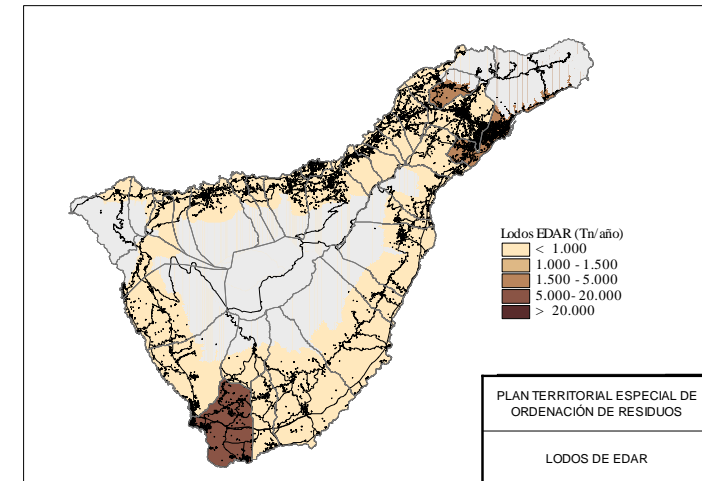 Lodos EDAR (Tn/año)
< 1.000
1.000 - 1.500
1.500 - 5.000
5.000- 20.000
> 20.000
PLAN TERRITORIAL ESPECIAL DE
ORDENACIÓN DE RESIDUOS
LODOS DE EDAR